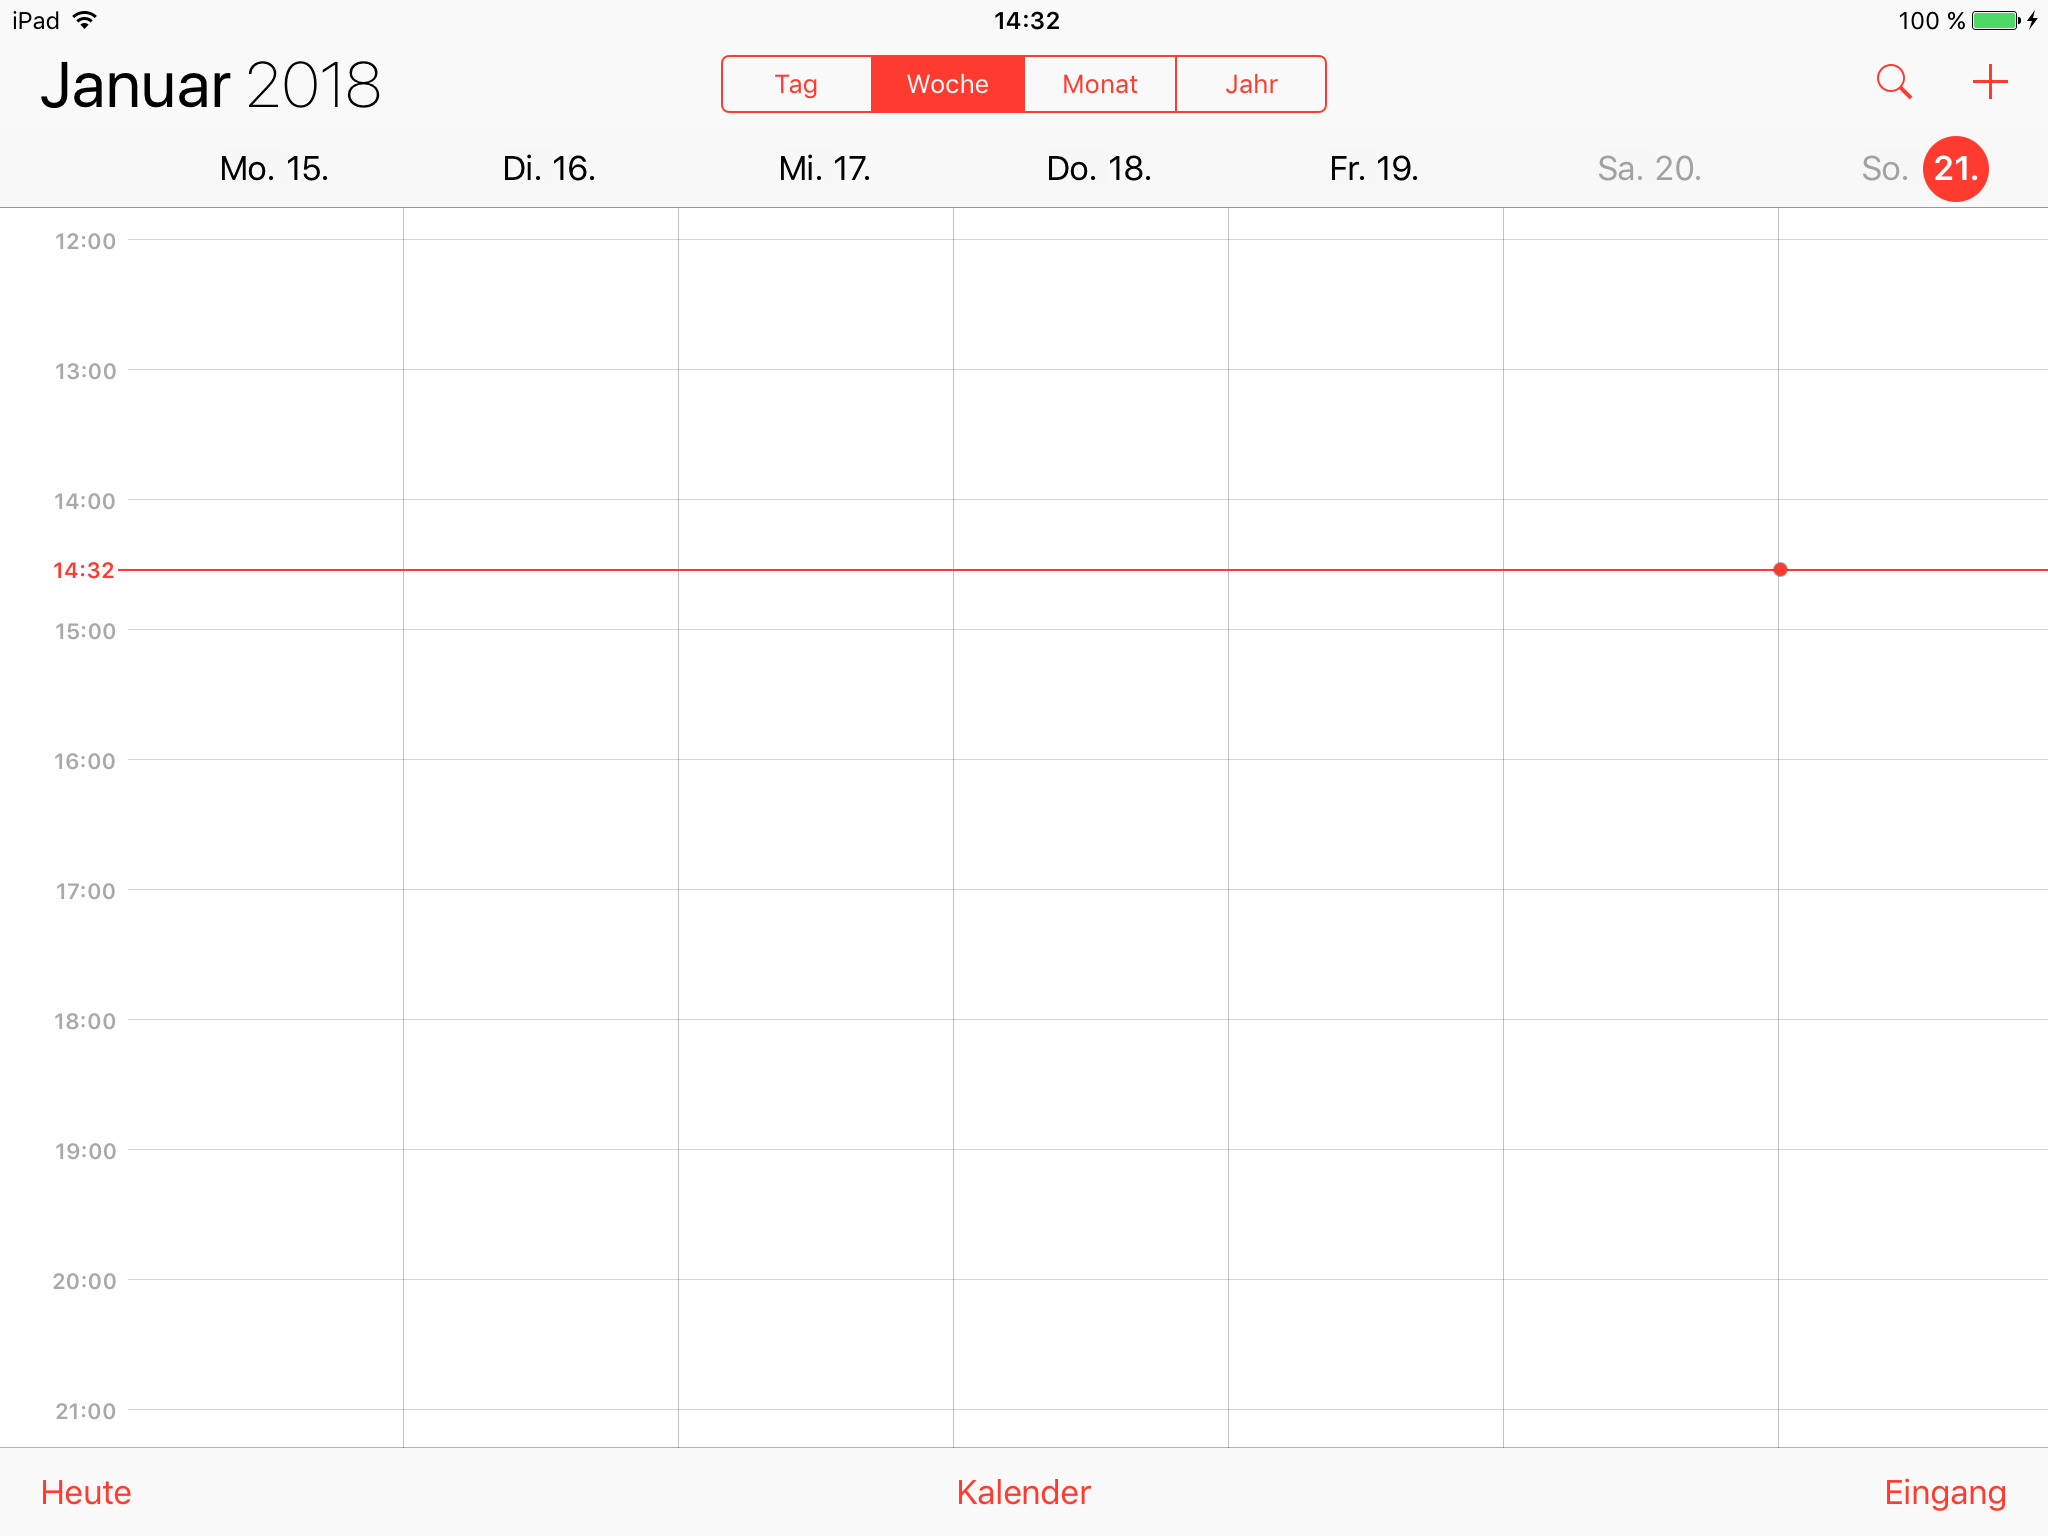 iPad 14:32 100 %
Januar 2018 Tag Woche Monat Jahr
Mo. 15. Di. 16. Mi. 17. Do. 18. Fr. 19. Sa. 20. So. 21.
12:00
13:00
14:00
14:32
15:00
16:00
17:00
18:00
19:00
20:00
21:00
Heute Kalender Eingang